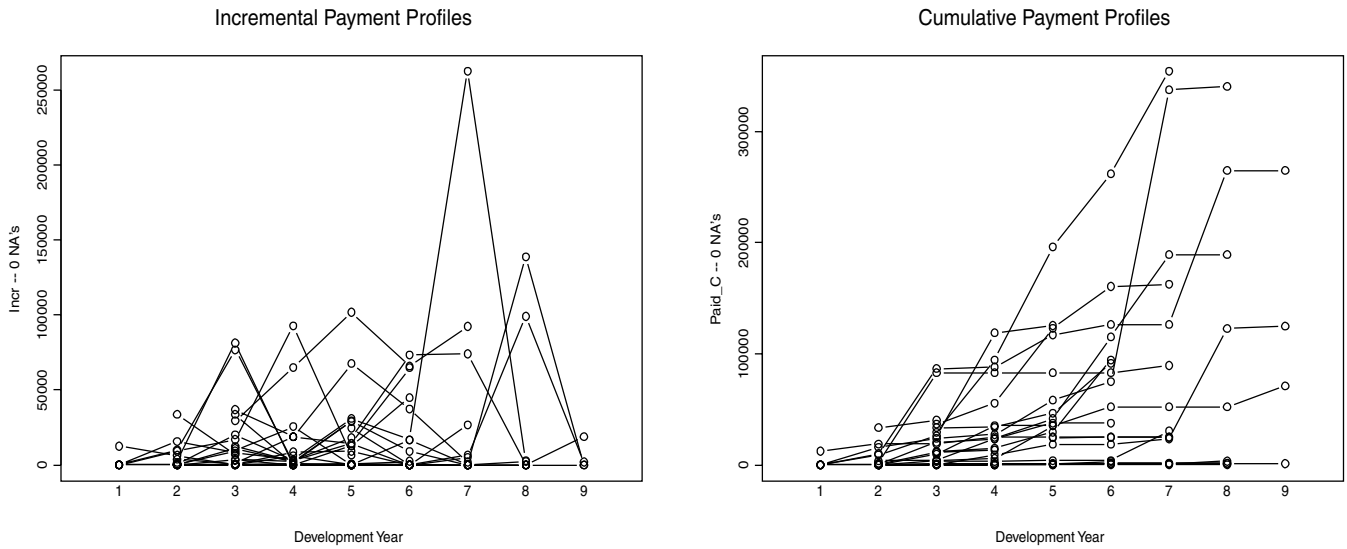 Incremental Payment Profiles
Incr -- 0 NA's
250000
200000
150000
100000
50000
0
1 2 3 4 5 6 7 8 9
Development Year
Cumulative Payment Profiles
Paid_C -- 0 NA's
300000
200000
100000
0
1 2 3 4 5 6 7 8 9
Development Year